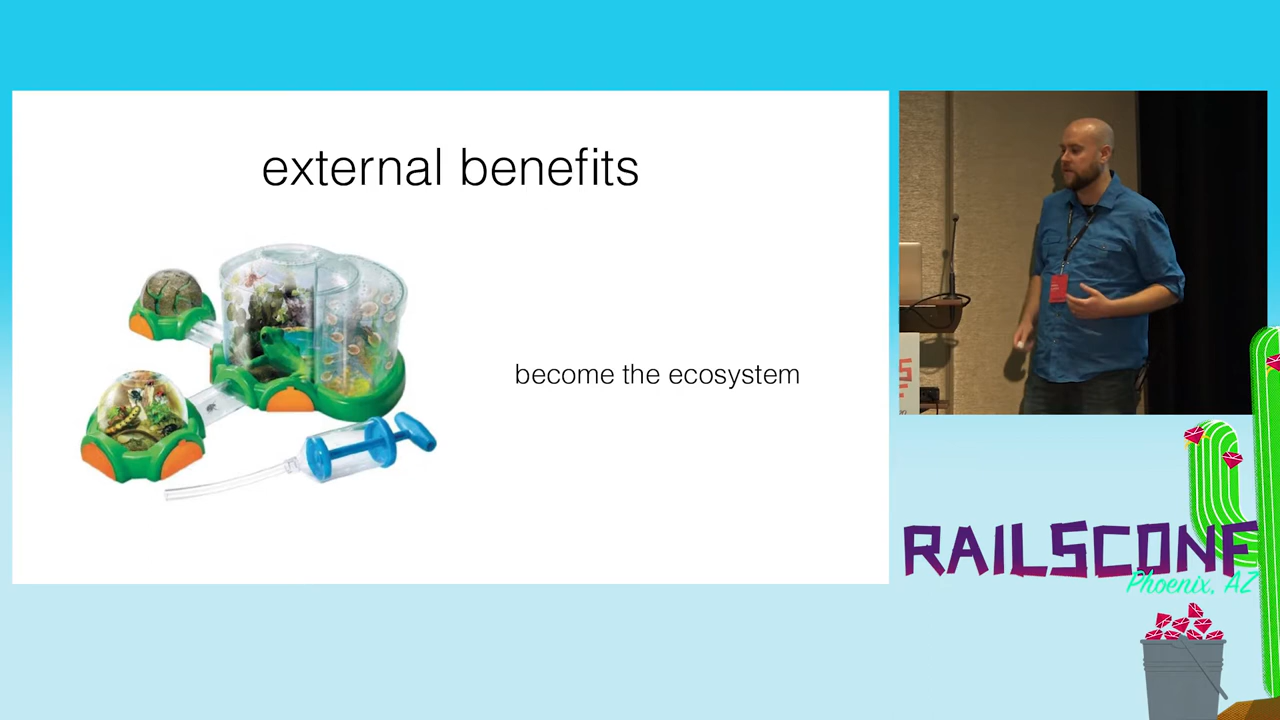 external benefits
become the ecosystem
RAILSCONF
Phoenix, AZ